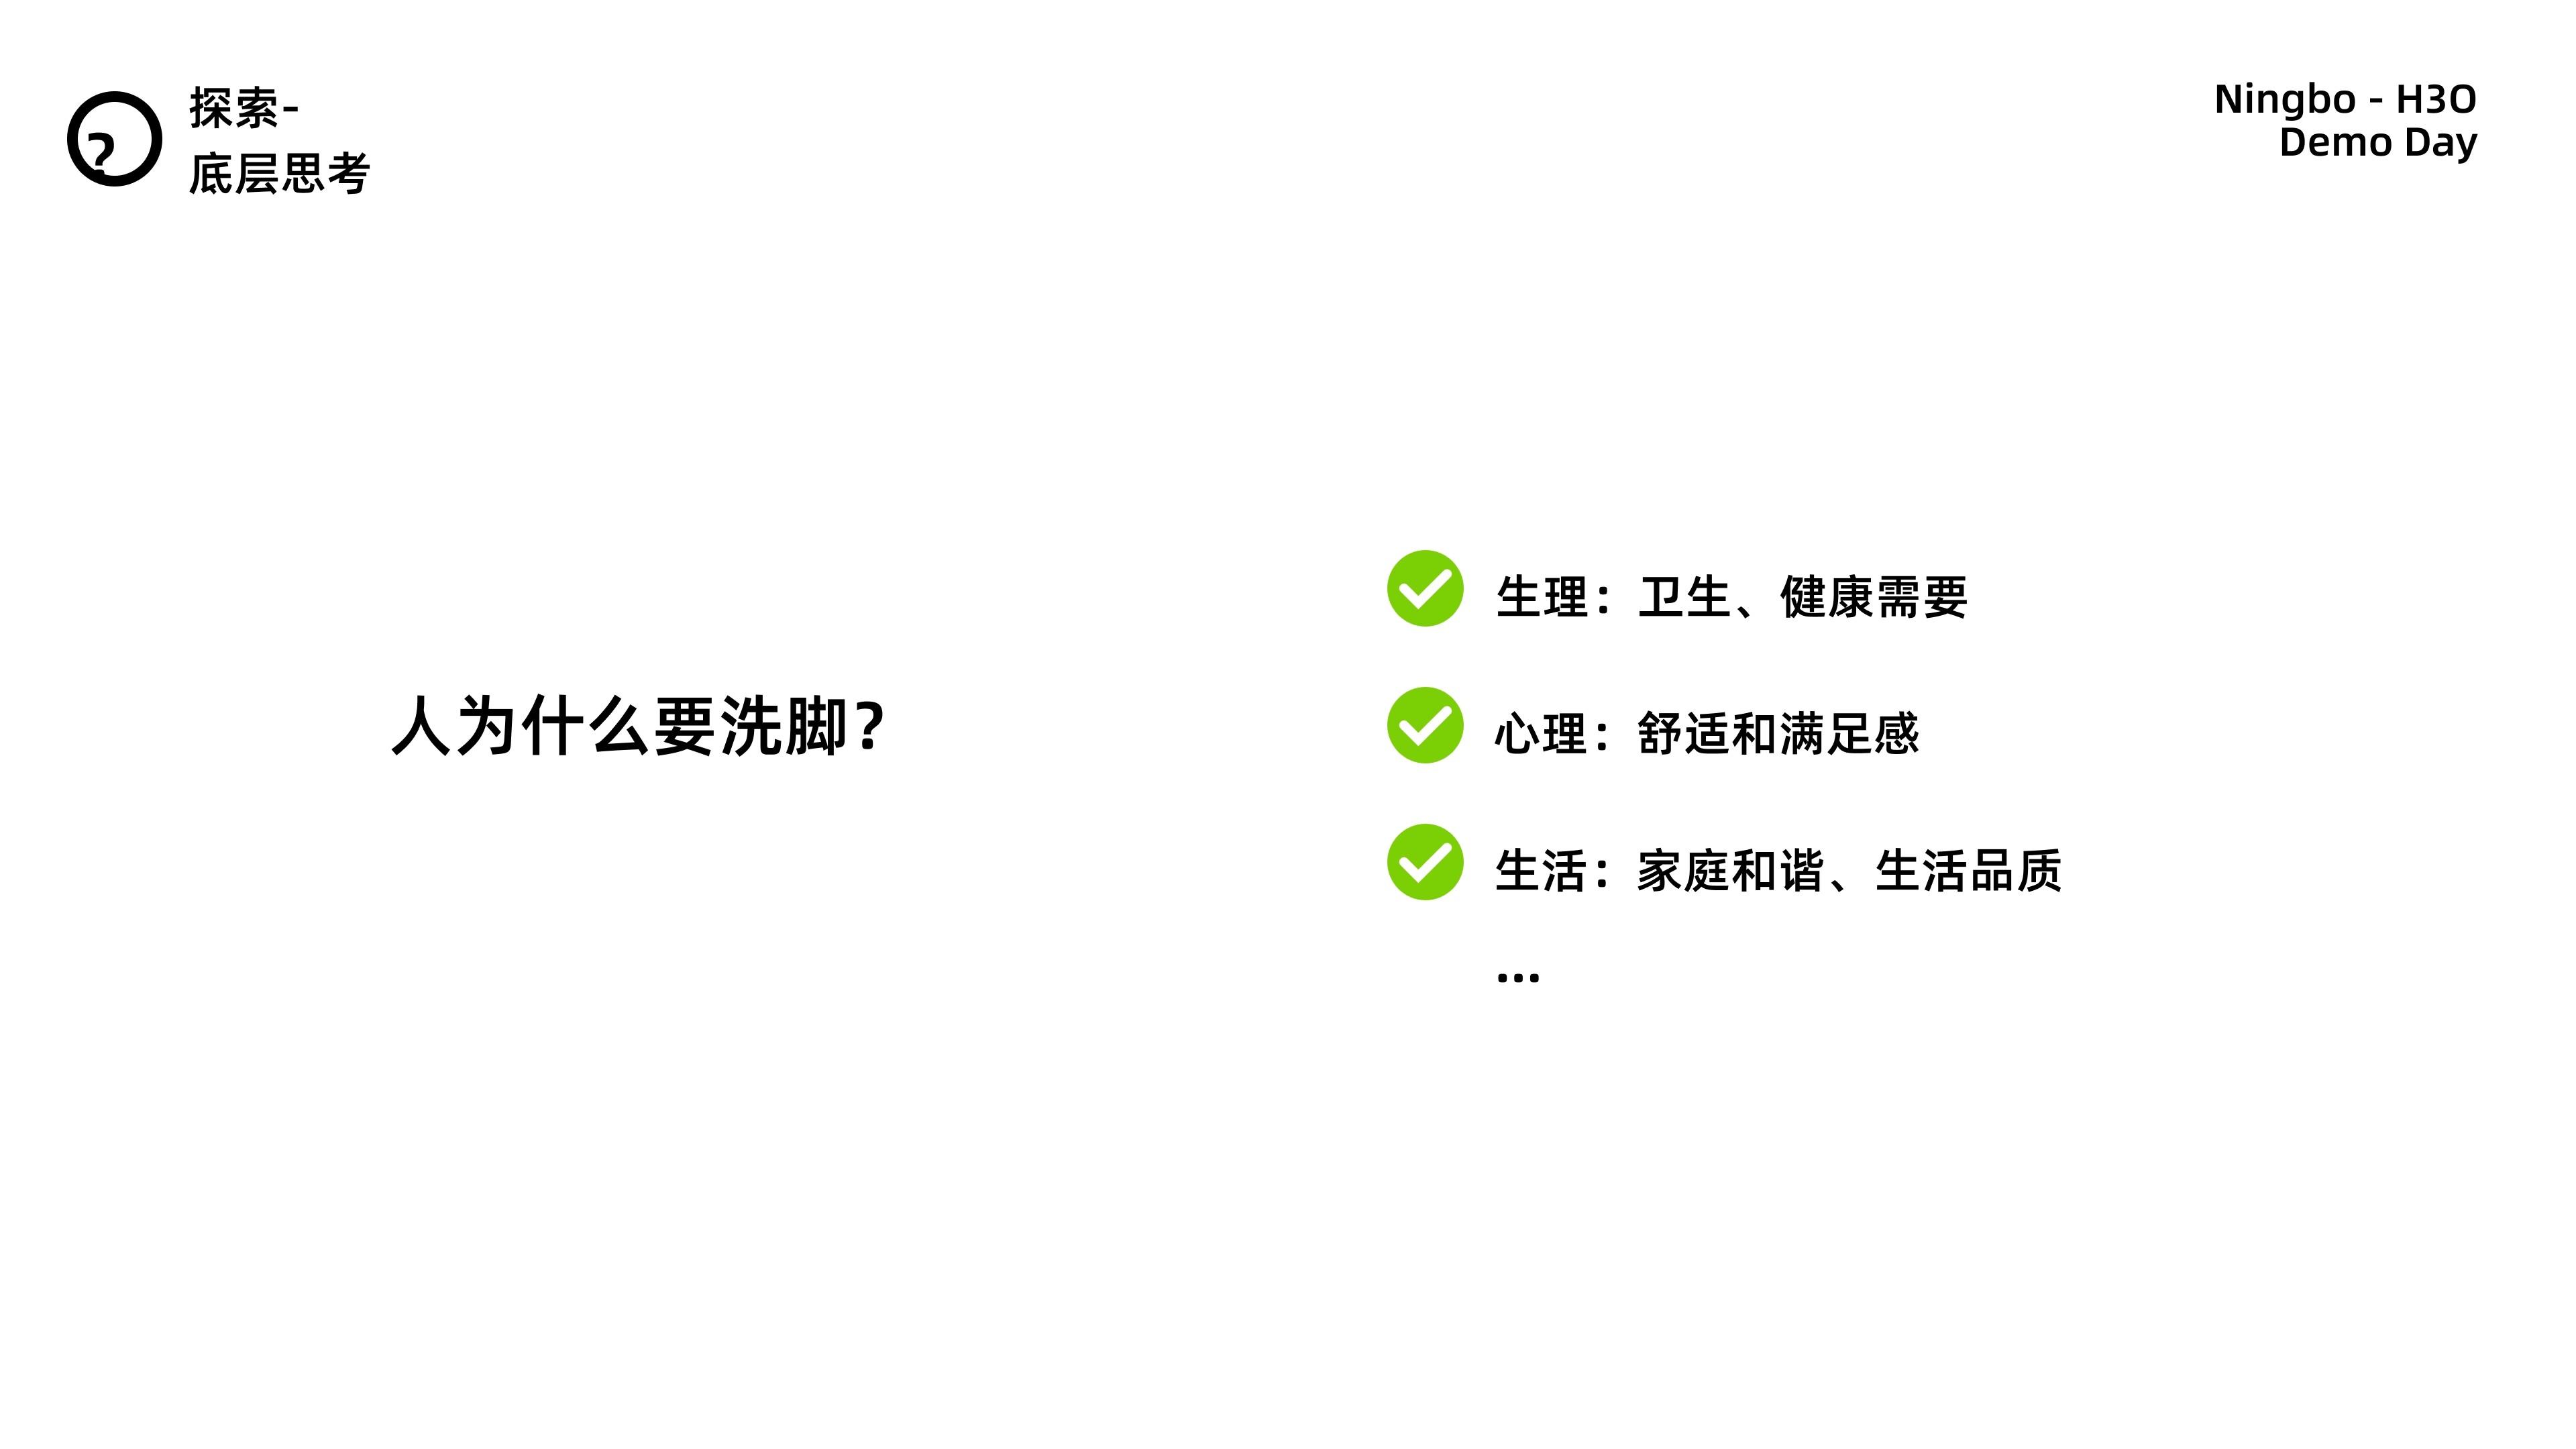 ?
探索-
底层思考
Ningbo - H3O
Demo Day
人为什么要洗脚？
生理：卫生、健康需要
心理：舒适和满足感
生活：家庭和谐、生活品质
...